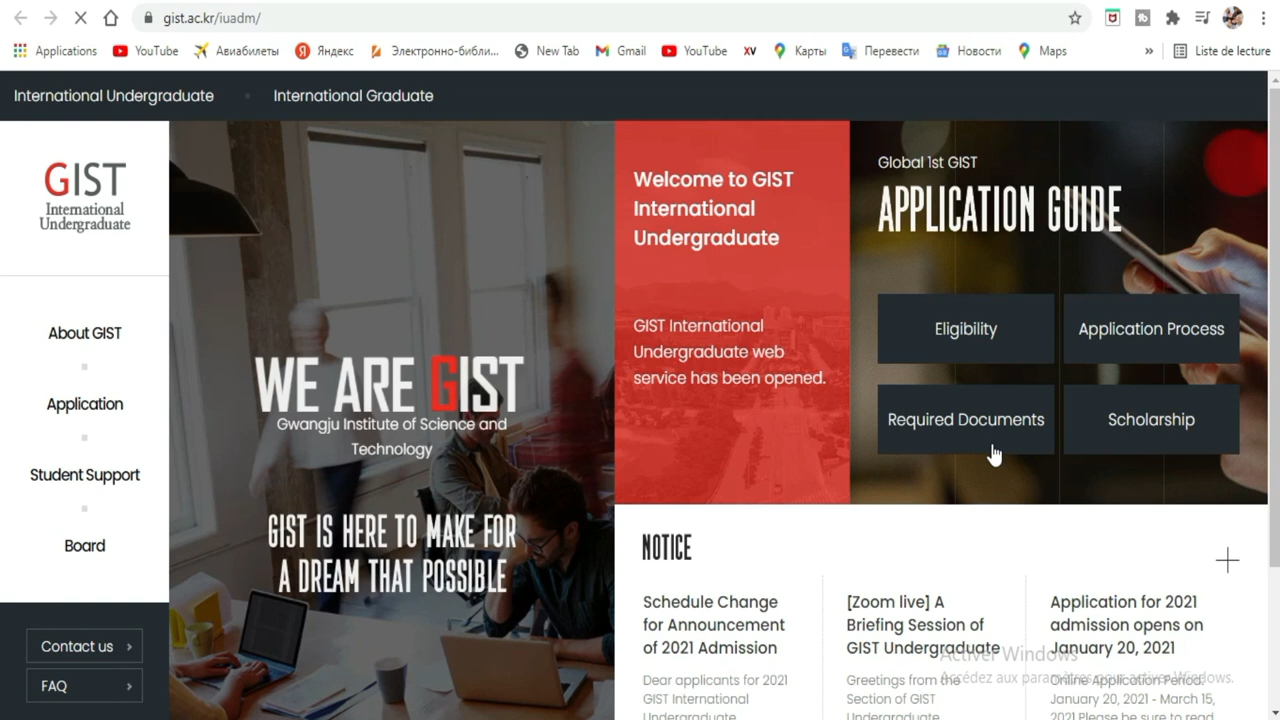 gist.ac.kr/iuadm/
Applications YouTube Авиабилеты Яндекс Электронно-библи... New Tab Gmail YouTube XV Карты Перевести Новости Maps » Liste de lecture
International Undergraduate International Graduate
GIST
International
Undergraduate
About GIST
Application
Student Support
Board
Contact us
FAQ
WE ARE GIST
Gwangju Institute of Science and
Technology
GIST IS HERE TO MAKE FOR
A DREAM THAT POSSIBLE
Welcome to GIST
International
Undergraduate
GIST International
Undergraduate web
service has been opened.
Global 1st GIST
APPLICATION GUIDE
Eligibility
Application Process
Required Documents
Scholarship
NOTICE
Schedule Change
for Announcement
of 2021 Admission
Dear applicants for 2021
GIST International
Undergraduate
[Zoom live] A
Briefing Session of
GIST Undergraduate
Greetings from the
Section of GIST
Undergraduate
Application for 2021
admission opens on
January 20, 2021
Online Application Period:
January 20, 2021 - March 15,
2021 Please be sure to read
Activer Windows
Accédez aux paramètres pour activer Windows.